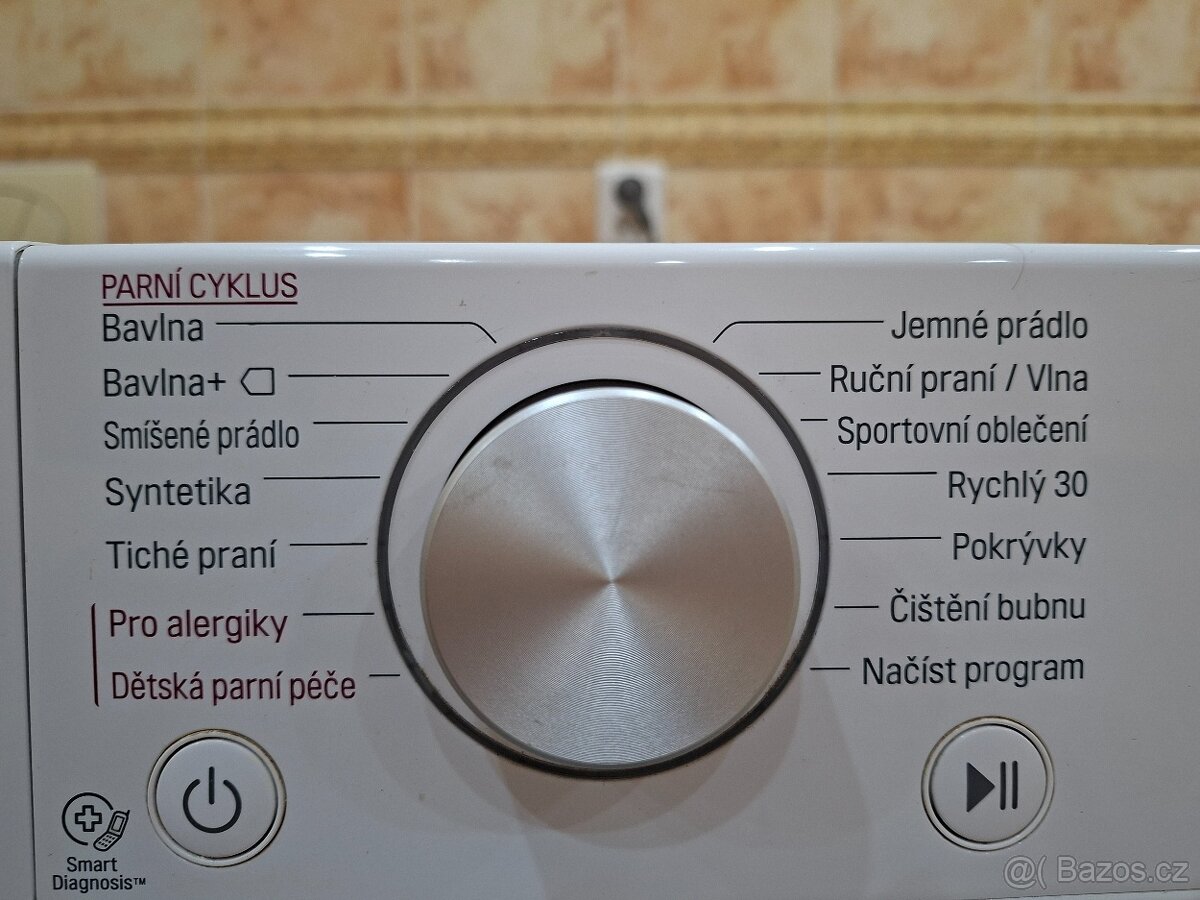 PARNÍ CYKLUS
Bavlna
Bavlna+
Smíšené prádlo
Syntetika
Tiché praní
Pro alergiky
Dětská parní péče
Jemné prádlo
Ruční praní / Vlna
Sportovní oblečení
Rychlý 30
Pokrývky
Čištění bubnu
Načíst program
Smart
Diagnosis™
@( Bazos.cz